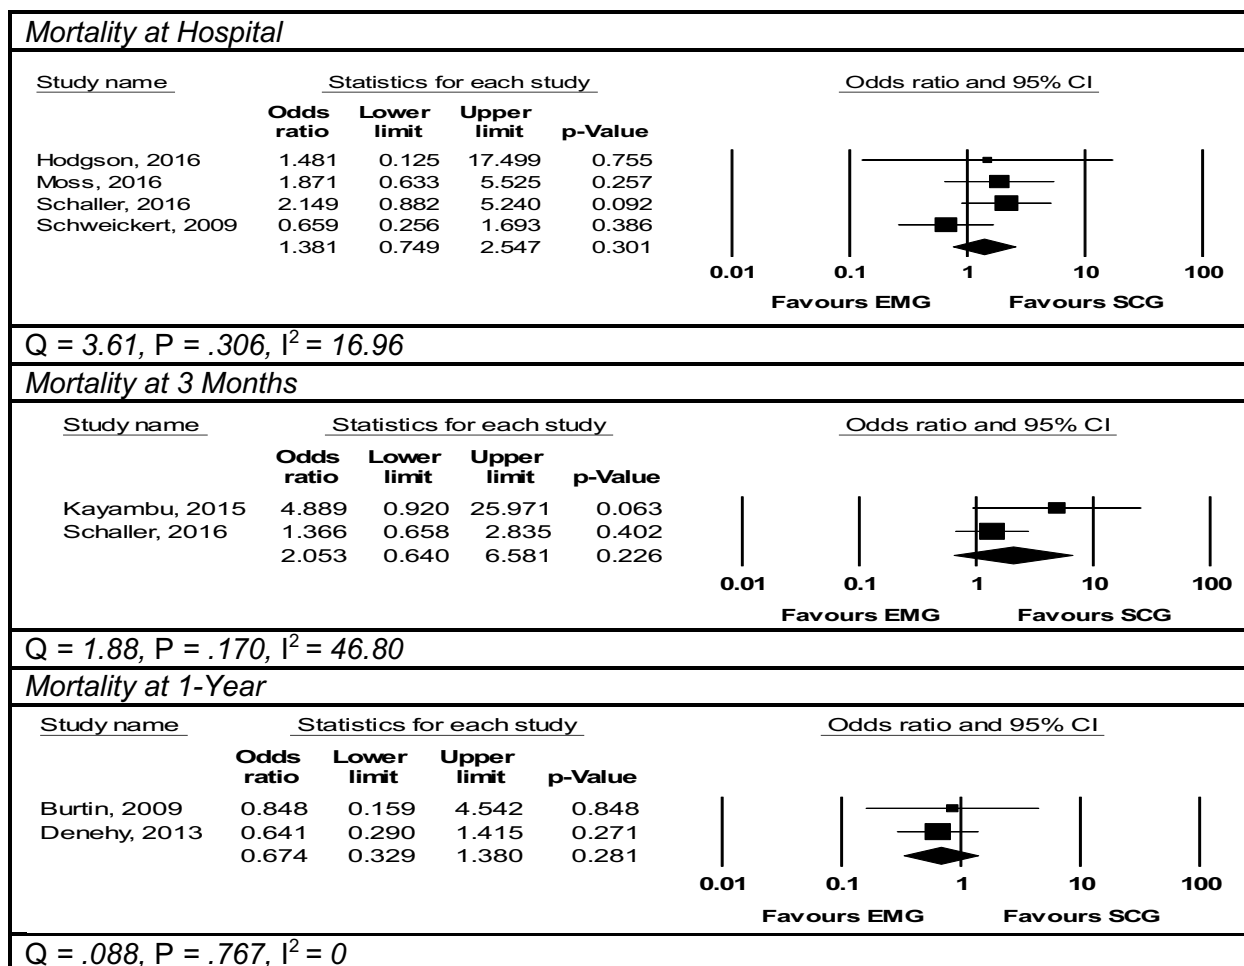 Mortality at Hospital
Study name Statistics for each study Odds ratio and 95% CI
Odds ratio Lower limit Upper limit p-Value
Hodgson, 2016 1.481 0.125 17.499 0.755
Moss, 2016 1.871 0.633 5.525 0.257
Schaller, 2016 2.149 0.882 5.240 0.092
Schweickert, 2009 0.659 0.256 1.693 0.386
1.381 0.749 2.547 0.301
0.01 0.1 1 10 100
Favours EMG Favours SCG
Q = 3.61, P = .306, I² = 16.96
Mortality at 3 Months
Study name Statistics for each study Odds ratio and 95% CI
Odds ratio Lower limit Upper limit p-Value
Kayambu, 2015 4.889 0.920 25.971 0.063
Schaller, 2016 1.366 0.658 2.835 0.402
2.053 0.640 6.581 0.226
0.01 0.1 1 10 100
Favours EMG Favours SCG
Q = 1.88, P = .170, I² = 46.80
Mortality at 1-Year
Study name Statistics for each study Odds ratio and 95% CI
Odds ratio Lower limit Upper limit p-Value
Burtin, 2009 0.848 0.159 4.542 0.848
Denehy, 2013 0.641 0.290 1.415 0.271
0.674 0.329 1.380 0.281
0.01 0.1 1 10 100
Favours EMG Favours SCG
Q = .088, P = .767, I² = 0